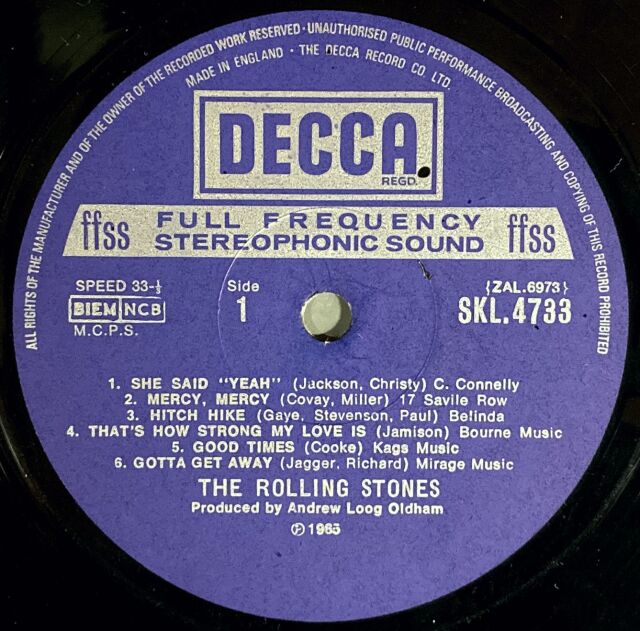 ALL RIGHTS OF THE MANUFACTURER AND OF THE OWNER OF THE RECORDED WORK RESERVED · UNAUTHORISED PUBLIC PERFORMANCE BROADCASTING AND COPYING OF THIS RECORD PROHIBITED
MADE IN ENGLAND · THE DECCA RECORD CO LTD.
DECCA
REGD.
ffss FULL FREQUENCY STEREOPHONIC SOUND ffss
SPEED 33-⅓ Side {ZAL.6973}
BIEM NCB 1 SKL.4733
M.C.P.S.
1. SHE SAID "YEAH" (Jackson, Christy) C. Connelly
2. MERCY, MERCY (Covay, Miller) 17 Savile Row
3. HITCH HIKE (Gaye, Stevenson, Paul) Belinda
4. THAT'S HOW STRONG MY LOVE IS (Jamison) Bourne Music
5. GOOD TIMES (Cooke) Kags Music
6. GOTTA GET AWAY (Jagger, Richard) Mirage Music
THE ROLLING STONES
Produced by Andrew Loog Oldham
℗ 1965